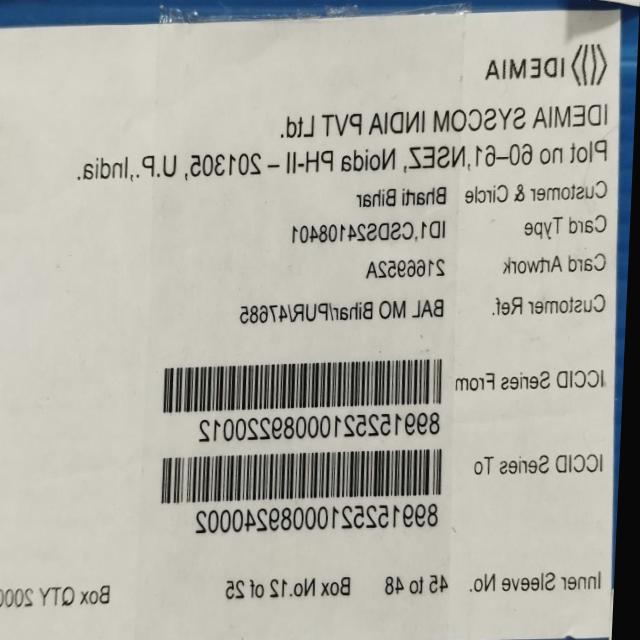 IDEMIA
IDEMIA SYSCOM INDIA PVT Ltd.
Plot no 60–61,NSEZ, Noida PH-II – 201305, U.P.,India.
Customer & Circle Bharti Bihar
Card Type ID1,CSDS24108401
Card Artwork 2166952A
Customer Ref. BAL MO Bihar/PUR/47685
ICCID Series From
89915252100089220012
ICCID Series To
89915252100089240002
Inner Sleeve No. 45 to 48 Box No.12 of 25 Box QTY 2000